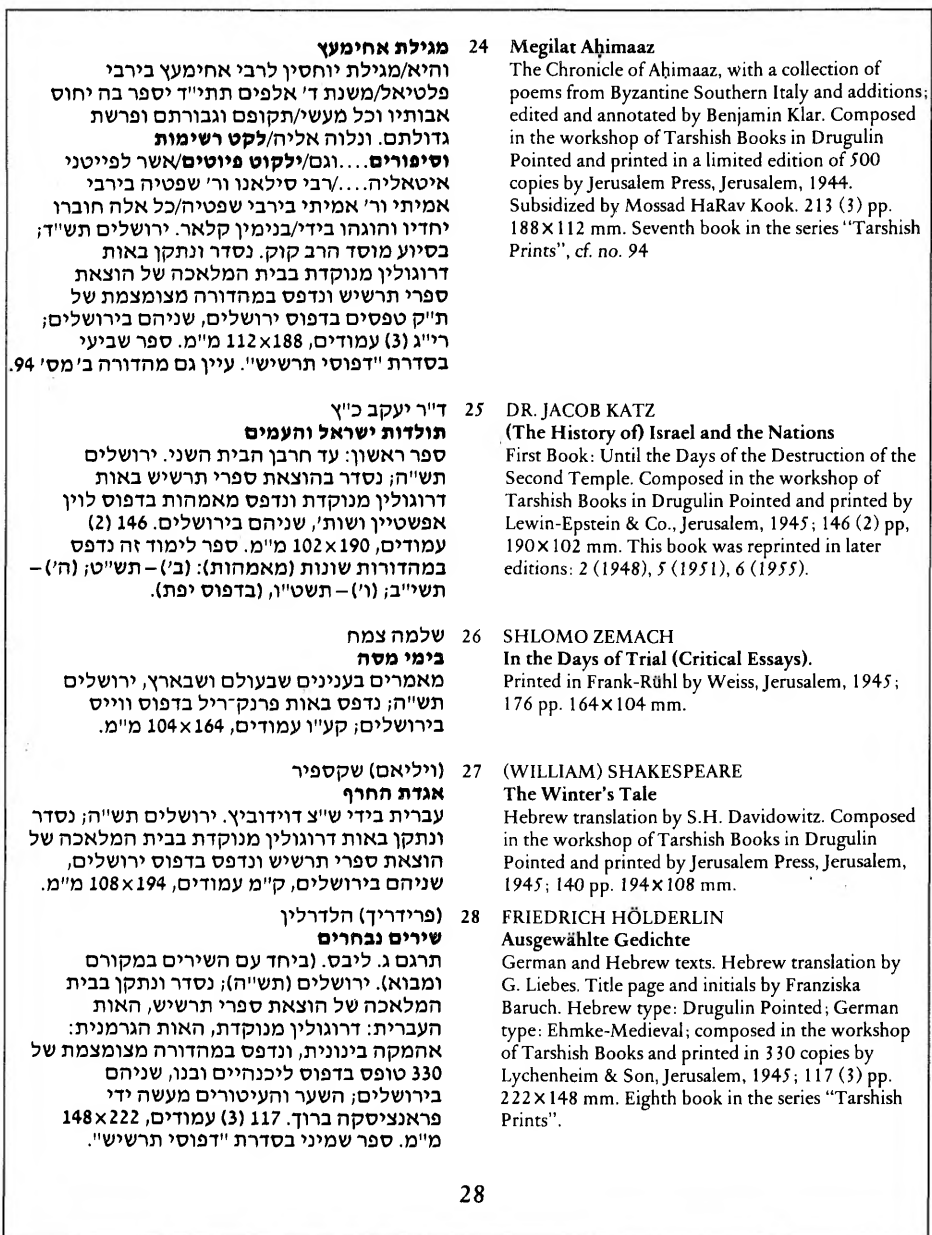 מגילת אחימעץ
והיא/מגילת יוחסין לרבי אחימעץ בירבי
פלטיאל/משנת ד' אלפים תתי"ד יספר בה יחוס
אבותיו וכל מעשי/תקופם וגבורתם ופרשת
גדולתם. ונלוה אליה/לקט רשימות
וסיפורים....וגם/ילקוט פיוטים/אשר לפייטני
איטאליה..../רבי סילאנו ור' שפטיה בירבי
אמיתי ור' אמיתי בירבי שפטיה/כל אלה חוברו
יחדיו והוגהו בידי/בנימין קלאר. ירושלים תש"ד;
בסיוע מוסד הרב קוק. נסדר ונתקן באות
דרוגולין מנוקדת בבית המלאכה של הוצאת
ספרי תרשיש ונדפס במהדורה מצומצמת של
ת"ק טפסים בדפוס ירושלים, שניהם בירושלים;
רי"ג (3) עמודים, 112×188 מ"מ. ספר שביעי
בסדרת "דפוסי תרשיש". עיין גם מהדורה ב' מס' 94.
24 Megilat Aḥimaaz
The Chronicle of Aḥimaaz, with a collection of
poems from Byzantine Southern Italy and additions;
edited and annotated by Benjamin Klar. Composed
in the workshop of Tarshish Books in Drugulin
Pointed and printed in a limited edition of 500
copies by Jerusalem Press, Jerusalem, 1944.
Subsidized by Mossad HaRav Kook. 213 (3) pp.
188×112 mm. Seventh book in the series "Tarshish
Prints", cf. no. 94
ד"ר יעקב כ"ץ
תולדות ישראל והעמים
ספר ראשון: עד חרבן הבית השני. ירושלים
תש"ה; נסדר בהוצאת ספרי תרשיש באות
דרוגולין מנוקדת ונדפס מאמהות בדפוס לוין
אפשטיין ושות', שניהם בירושלים. 146 (2)
עמודים, 102×190 מ"מ. ספר לימוד זה נדפס
במהדורות שונות (מאמהות): (ב') – תש"ט; (ה') –
תשי"ב; (ו') – תשט"ו, (בדפוס יפת).
25 DR. JACOB KATZ
(The History of) Israel and the Nations
First Book: Until the Days of the Destruction of the
Second Temple. Composed in the workshop of
Tarshish Books in Drugulin Pointed and printed by
Lewin-Epstein & Co., Jerusalem, 1945; 146 (2) pp,
190×102 mm. This book was reprinted in later
editions: 2 (1948), 5 (1951), 6 (1955).
שלמה צמח
בימי מסה
מאמרים בענינים שבעולם ושבארץ, ירושלים
תש"ה; נדפס באות פרנק־ריל בדפוס ווייס
בירושלים; קע"ו עמודים, 104×164 מ"מ.
26 SHLOMO ZEMACH
In the Days of Trial (Critical Essays).
Printed in Frank-Rühl by Weiss, Jerusalem, 1945;
176 pp. 164×104 mm.
(ויליאם) שקספיר
אגדת החרף
עברית בידי ש"צ דוידוביץ. ירושלים תש"ה; נסדר
ונתקן באות דרוגולין מנוקדת בבית המלאכה של
הוצאת ספרי תרשיש ונדפס בדפוס ירושלים,
שניהם בירושלים, ק"מ עמודים, 108×194 מ"מ.
27 (WILLIAM) SHAKESPEARE
The Winter's Tale
Hebrew translation by S.H. Davidowitz. Composed
in the workshop of Tarshish Books in Drugulin
Pointed and printed by Jerusalem Press, Jerusalem,
1945; 140 pp. 194×108 mm.
(פרידריך) הלדרלין
שירים נבחרים
תרגם ג. ליבס. (ביחד עם השירים במקורם
ומבוא). ירושלים (תש"ה); נסדר ונתקן בבית
המלאכה של הוצאת ספרי תרשיש, האות
העברית: דרוגולין מנוקדת, האות הגרמנית:
אהמקה בינונית, ונדפס במהדורה מצומצמת של
330 טופס בדפוס ליכנהיים ובנו, שניהם
בירושלים; השער והעיטורים מעשה ידי
פראנציסקה ברוך. 117 (3) עמודים, 148×222
מ"מ. ספר שמיני בסדרת "דפוסי תרשיש".
28 FRIEDRICH HÖLDERLIN
Ausgewählte Gedichte
German and Hebrew texts. Hebrew translation by
G. Liebes. Title page and initials by Franziska
Baruch. Hebrew type: Drugulin Pointed; German
type: Ehmke-Medieval; composed in the workshop
of Tarshish Books and printed in 330 copies by
Lychenheim & Son, Jerusalem, 1945; 117 (3) pp.
222×148 mm. Eighth book in the series "Tarshish
Prints".
28